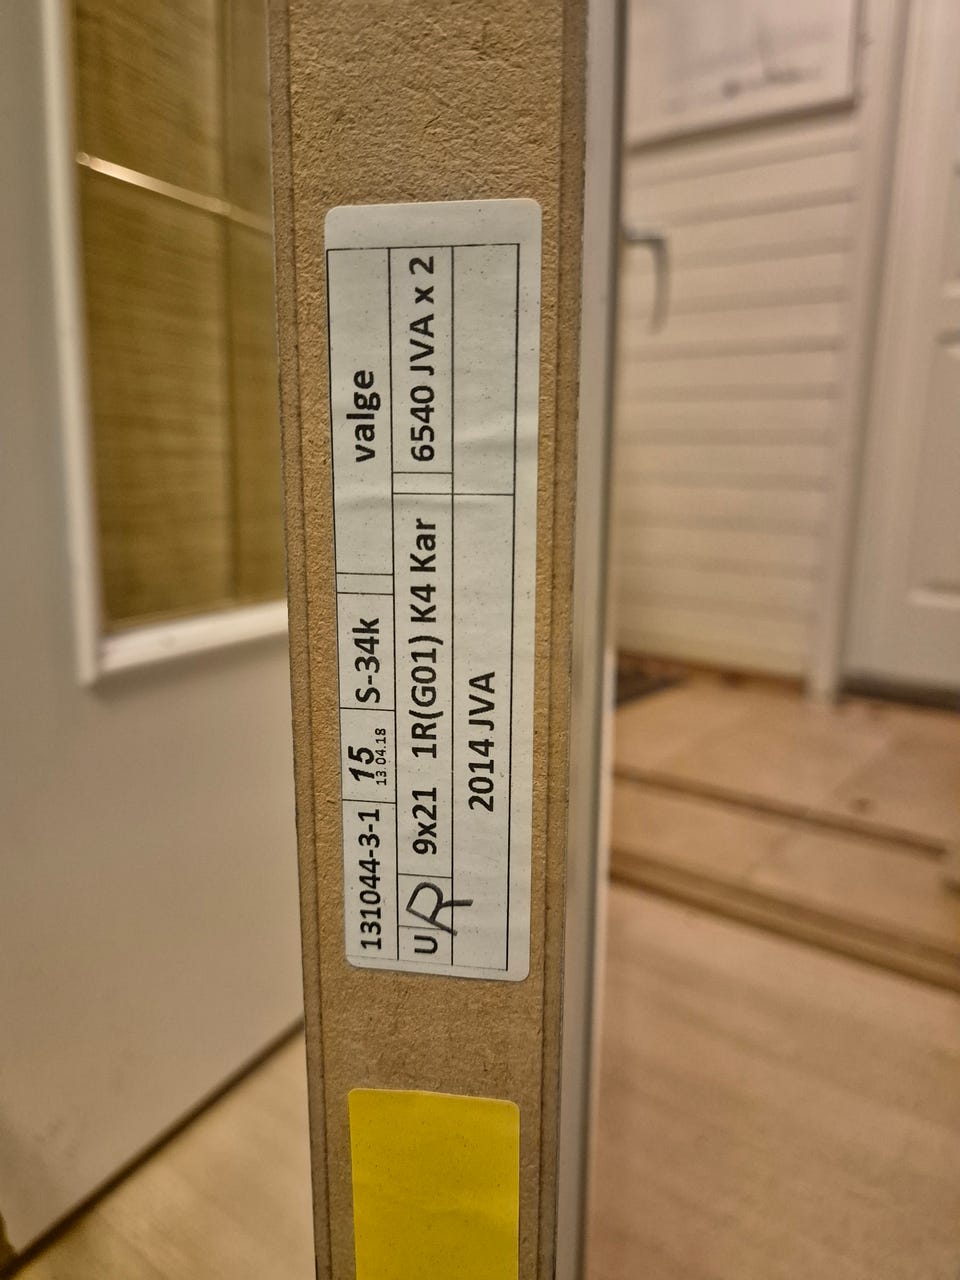 131044-3-1 15 13.04.18 S-34k valge
U R 9x21 1R(G01) K4 Kar 6540 JVA x 2
2014 JVA